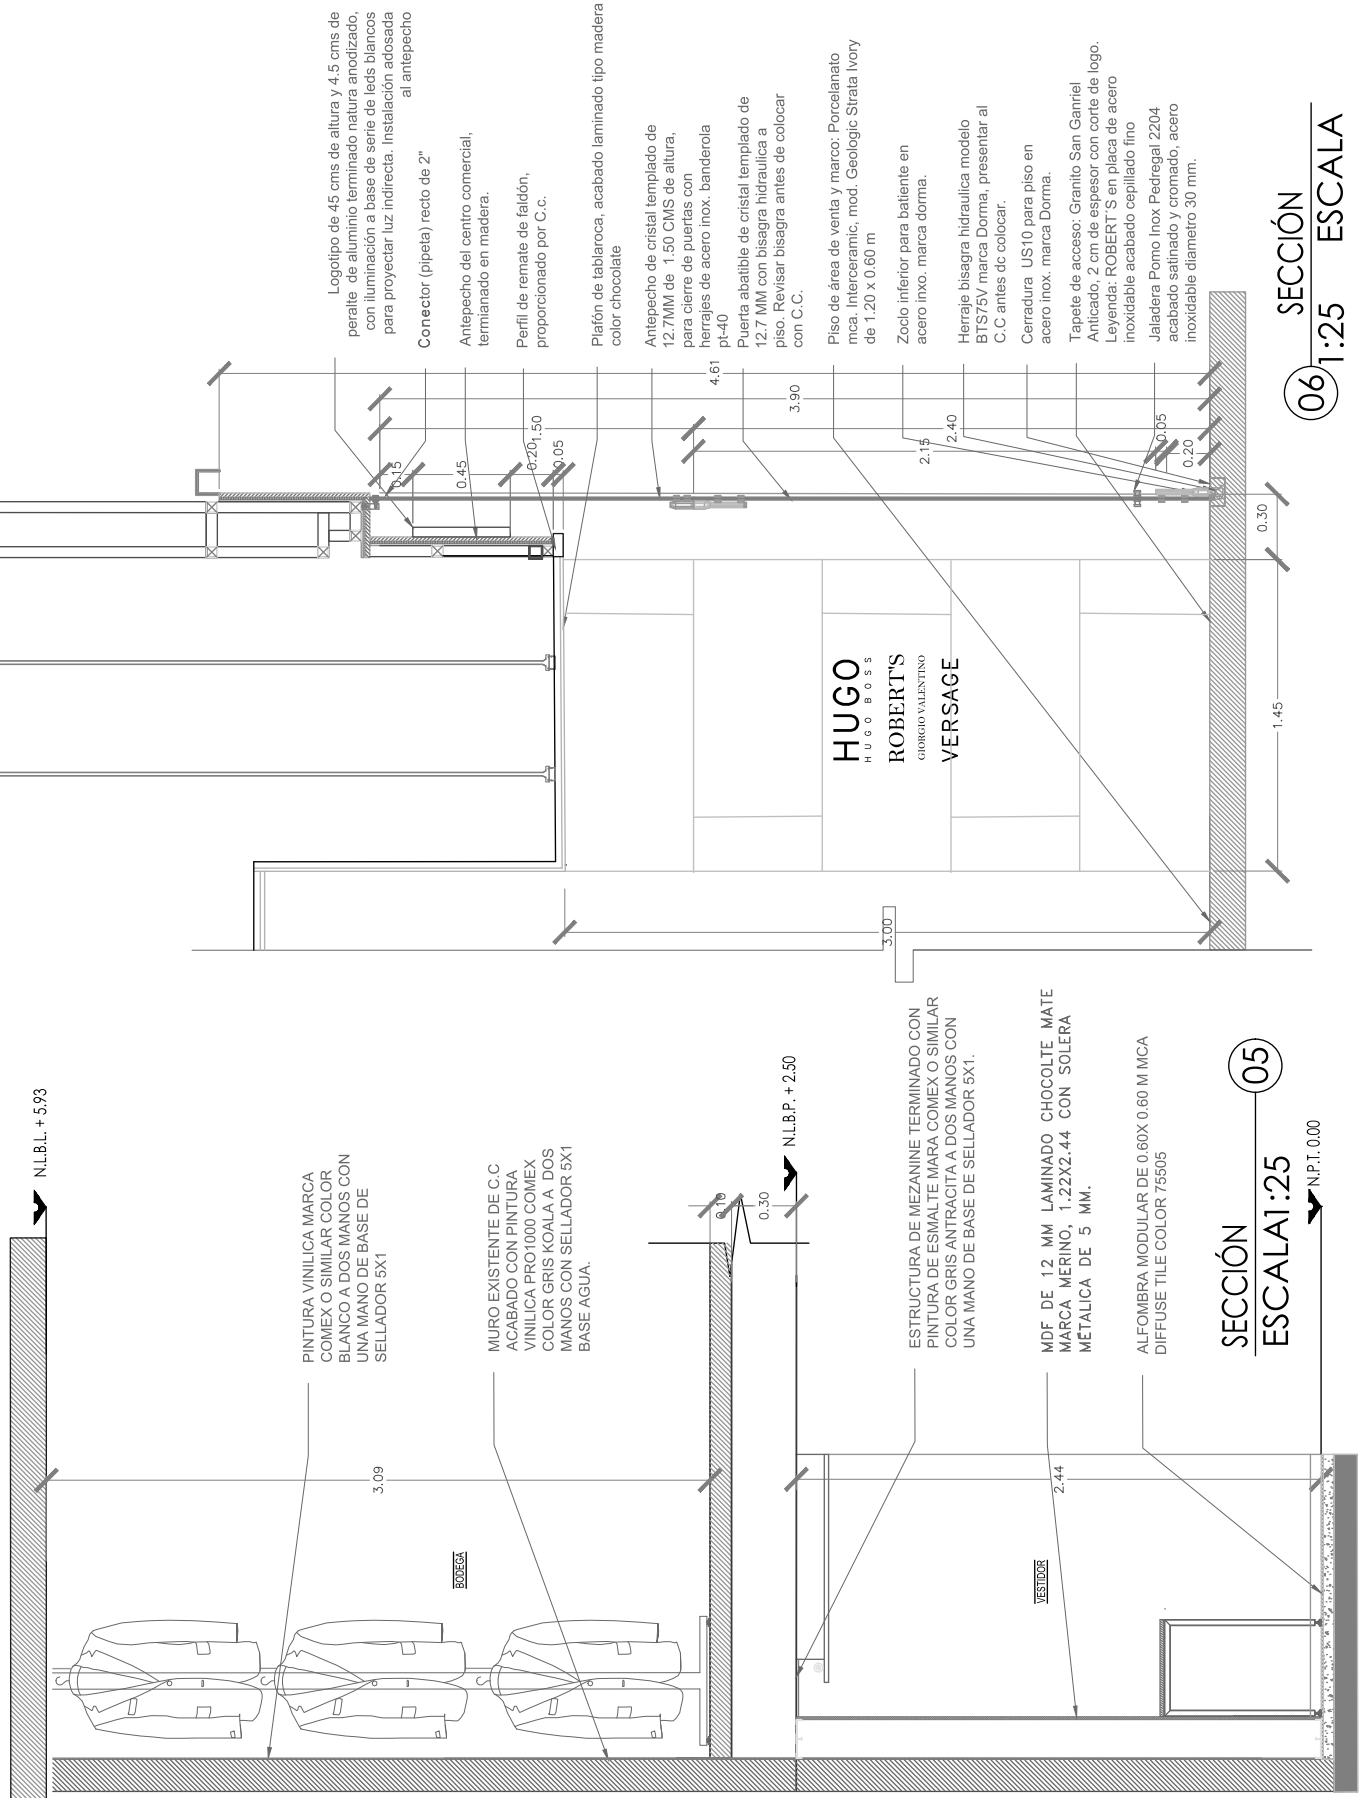 N.L.B.L. + 5.93
PINTURA VINILICA MARCA
COMEX O SIMILAR COLOR
BLANCO A DOS MANOS CON
UNA MANO DE BASE DE
SELLADOR 5X1
3.09
BODEGA
MURO EXISTENTE DE C.C
ACABADO CON PINTURA
VINILICA PRO1000 COMEX
COLOR GRIS KOALA A DOS
MANOS CON SELLADOR 5X1
BASE AGUA.
0.10
0.30
N.L.B.P. + 2.50
ESTRUCTURA DE MEZANINE TERMINADO CON
PINTURA DE ESMALTE MARA COMEX O SIMILAR
COLOR GRIS ANTRACITA A DOS MANOS CON
UNA MANO DE BASE DE SELLADOR 5X1.
MDF DE 12 MM LAMINADO CHOCOLTE MATE
MARCA MERINO, 1.22X2.44 CON SOLERA
METALICA DE 5 MM.
2.44
VESTIDOR
ALFOMBRA MODULAR DE 0.60X 0.60 M MCA
DIFFUSE TILE COLOR 75505
N.P.T. 0.00
SECCIÓN
ESCALA1:25
05
Logotipo de 45 cms de altura y 4.5 cms de
peralte de aluminio terminado natura anodizado,
con iluminación a base de serie de leds blancos
para proyectar luz indirecta. Instalación adosada
al antepecho
Conector (pipeta) recto de 2"
Antepecho del centro comercial,
termianado en madera.
Perfil de remate de faldón,
proporcionado por C.c.
Plafón de tablaroca, acabado laminado tipo madera
color chocolate
Antepecho de cristal templado de
12.7MM de 1.50 CMS de altura,
para cierre de puertas con
herrajes de acero inox. banderola
pt-40
Puerta abatible de cristal templado de
12.7 MM con bisagra hidraulica a
piso. Revisar bisagra antes de colocar
con C.C.
Piso de área de venta y marco: Porcelanato
mca. Interceramic, mod. Geologic Strata Ivory
de 1.20 x 0.60 m
Zoclo inferior para batiente en
acero inxo. marca dorma.
Herraje bisagra hidraulica modelo
BTS75V marca Dorma, presentar al
C.C antes dc colocar.
Cerradura US10 para piso en
acero inox. marca Dorma.
Tapete de acceso: Granito San Ganriel
Anticado, 2 cm de espesor con corte de logo.
Leyenda: ROBERT'S en placa de acero
inoxidable acabado cepillado fino
Jaladera Pomo Inox Pedregal 2204
acabado satinado y cromado, acero
inoxidable diametro 30 mm.
4.61
3.90
0.15
0.45
0.20
1.50
0.05
2.15
2.40
0.05
0.20
0.30
1.45
3.00
HUGO
HUGO BOSS
ROBERT'S
GIORGIO VALENTINO
VERSAGE
06
SECCIÓN
1:25 ESCALA